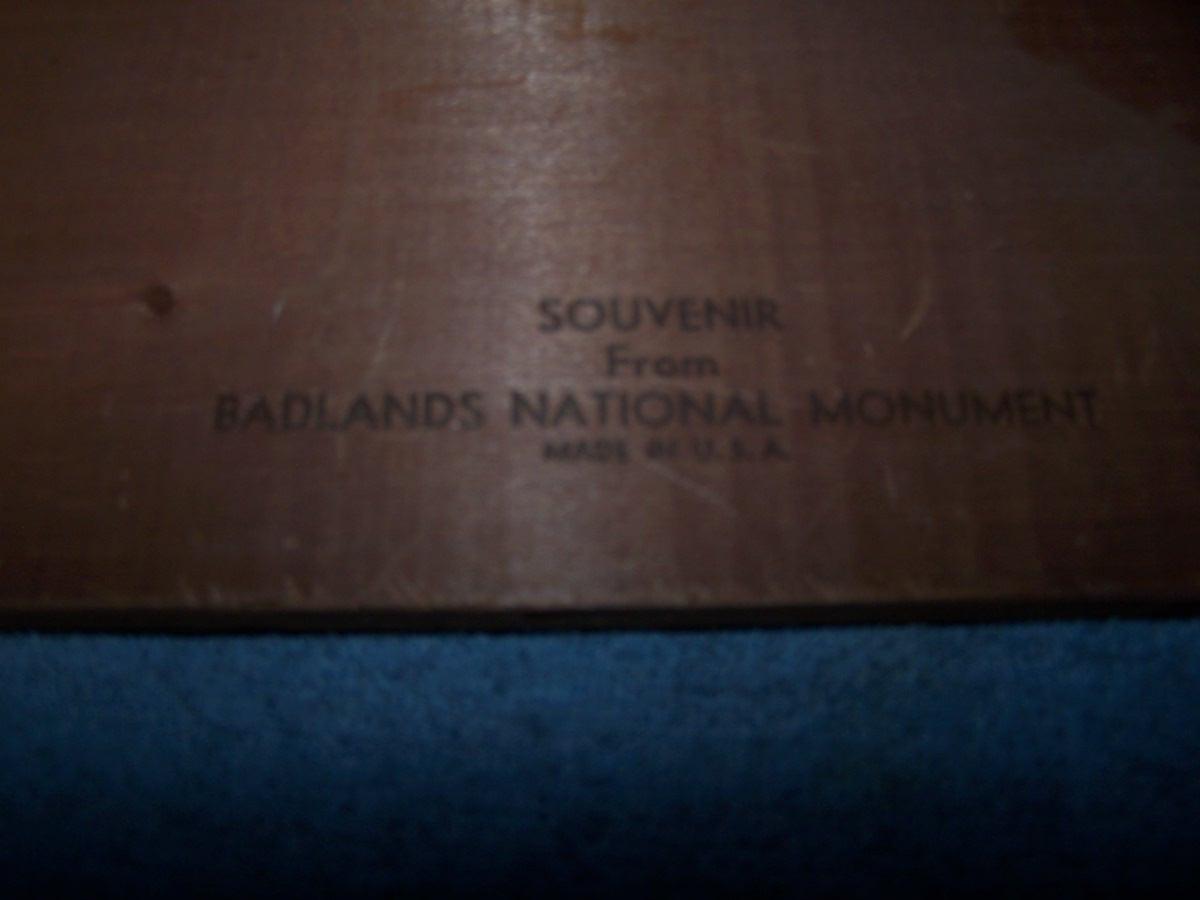 SOUVENIR
From
BADLANDS NATIONAL MONUMENT
MADE IN U.S.A.